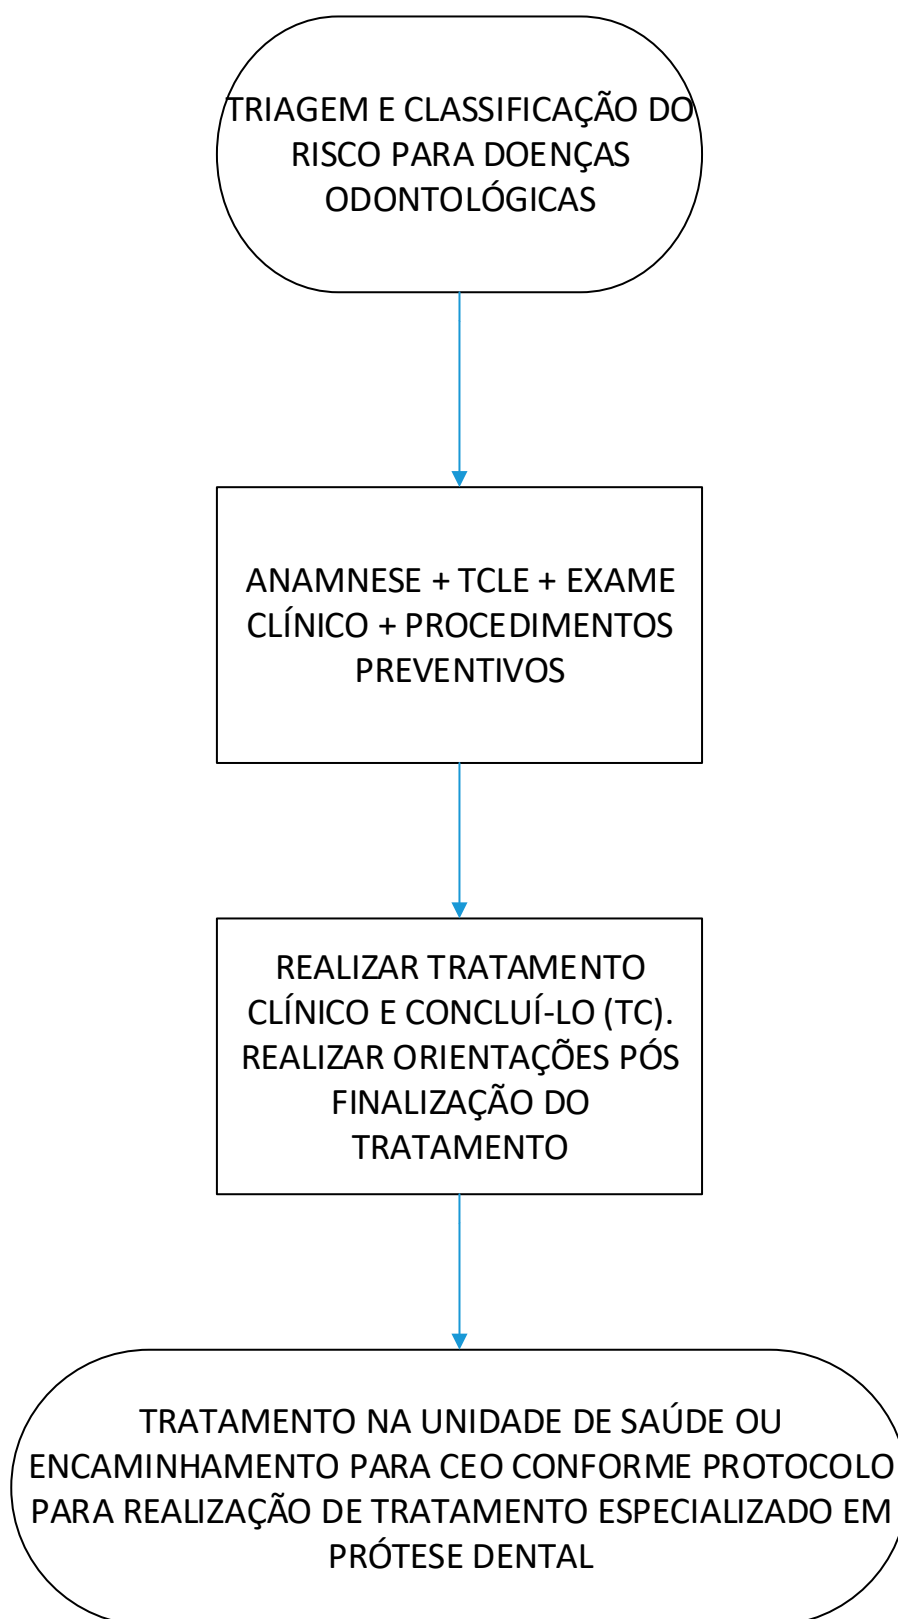 TRIAGEM E CLASSIFICAÇÃO DO
RISCO PARA DOENÇAS
ODONTOLÓGICAS
ANAMNESE + TCLE + EXAME
CLÍNICO + PROCEDIMENTOS
PREVENTIVOS
REALIZAR TRATAMENTO
CLÍNICO E CONCLUÍ-LO (TC).
REALIZAR ORIENTAÇÕES PÓS
FINALIZAÇÃO DO
TRATAMENTO
TRATAMENTO NA UNIDADE DE SAÚDE OU
ENCAMINHAMENTO PARA CEO CONFORME PROTOCOLO
PARA REALIZAÇÃO DE TRATAMENTO ESPECIALIZADO EM
PRÓTESE DENTAL